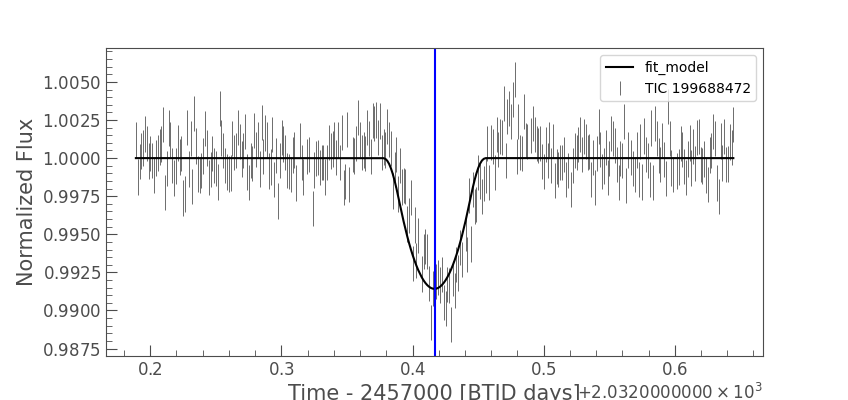 fit_model
TIC 199688472
1.0050
1.0025
1.0000
0.9975
0.9950
0.9925
0.9900
0.9875
Normalized Flux
0.2 0.3 0.4 0.5 0.6
Time - 2457000 [BTJD days]
+2.0320000000 × 10³